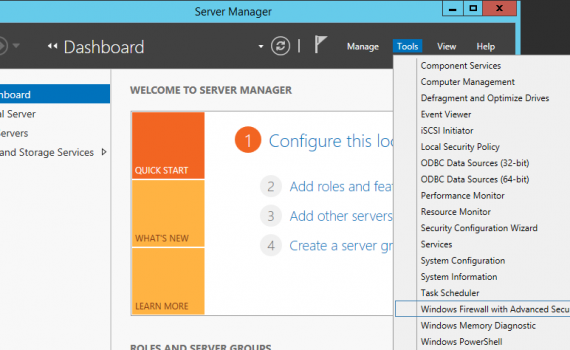 Server Manager
Dashboard
Manage
Tools
View
Help
Component Services
Computer Management
Defragment and Optimize Drives
Event Viewer
iSCSI Initiator
Local Security Policy
ODBC Data Sources (32-bit)
ODBC Data Sources (64-bit)
Performance Monitor
Resource Monitor
Security Configuration Wizard
Services
System Configuration
System Information
Task Scheduler
Windows Firewall with Advanced Secu
Windows Memory Diagnostic
Windows PowerShell
hboard
al Server
ervers
and Storage Services
WELCOME TO SERVER MANAGER
QUICK START
WHAT'S NEW
LEARN MORE
1 Configure this loc
2 Add roles and feat
3 Add other servers
4 Create a server gr
ROLES AND SERVER GROUPS